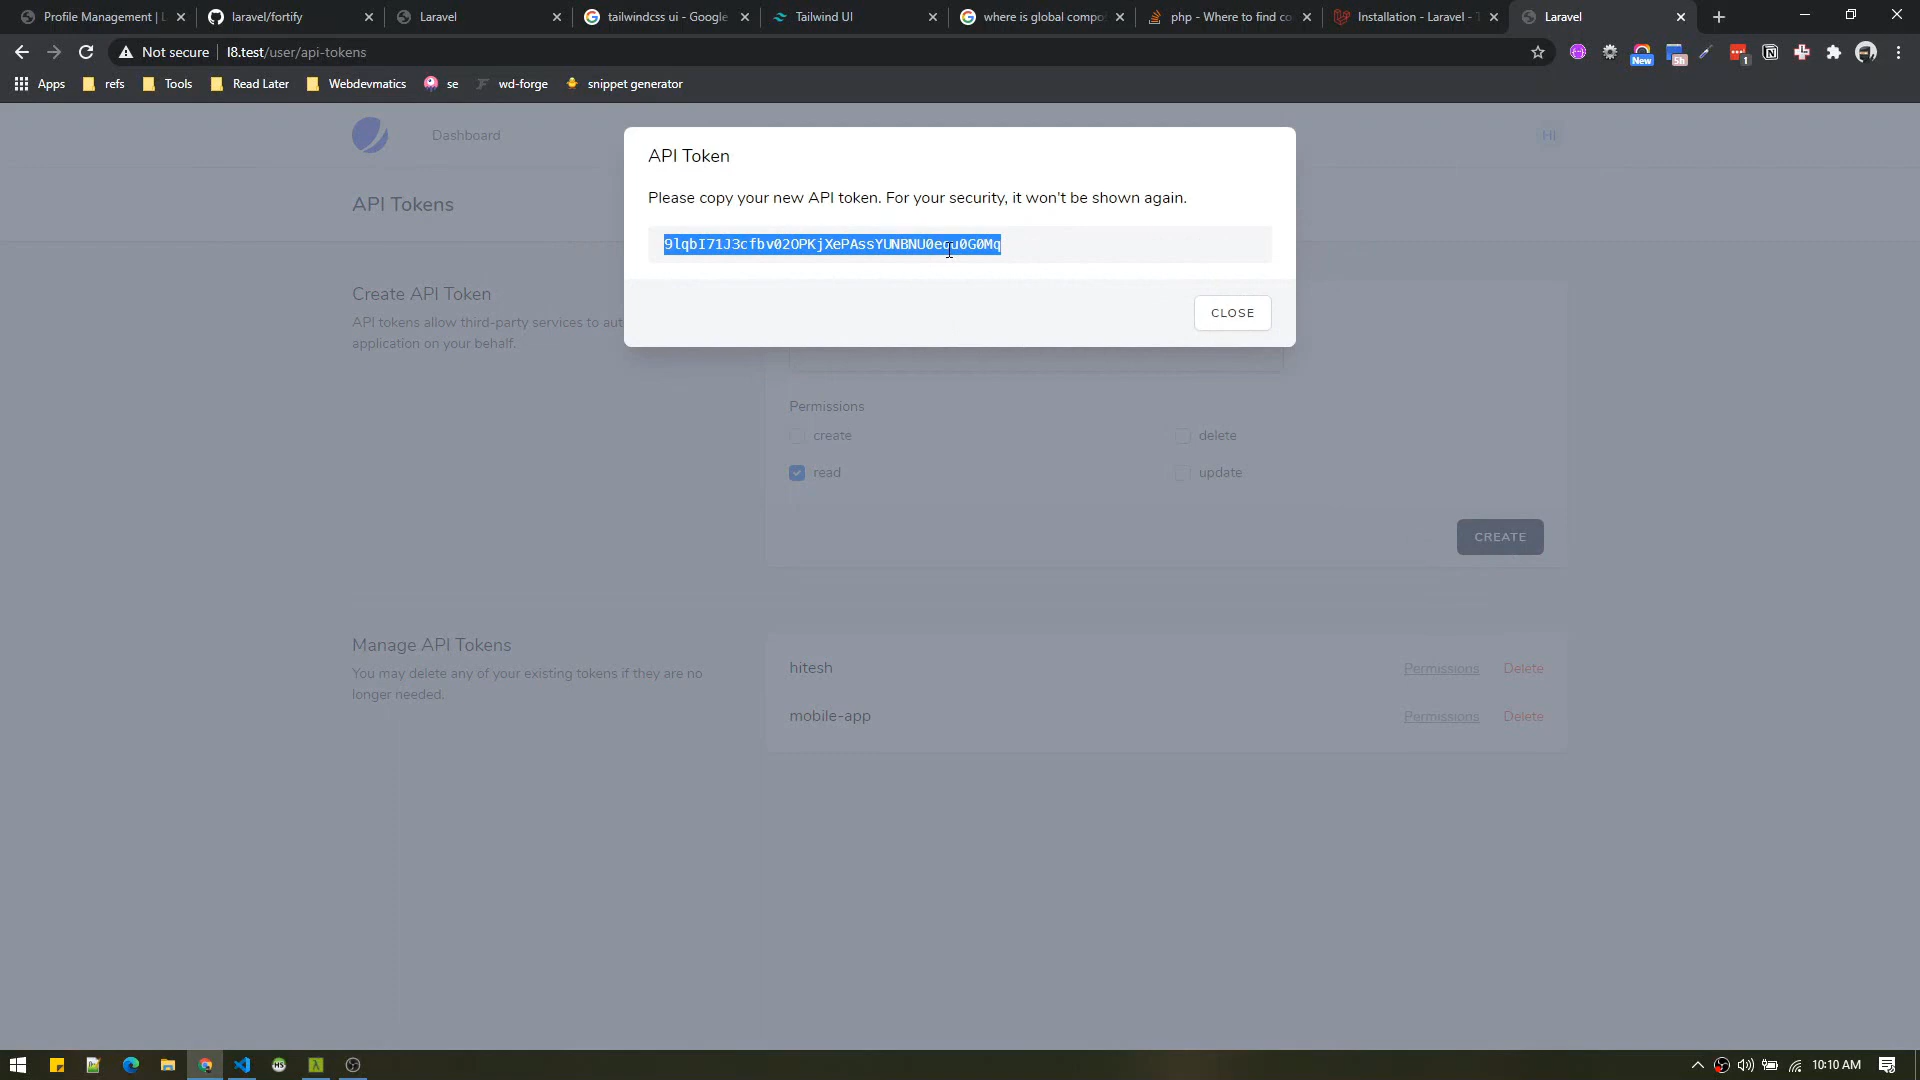 Profile Management | L
laravel/fortify
Laravel
tailwindcss ui - Google
Tailwind UI
where is global compo
php - Where to find co
Installation - Laravel - T
Laravel
Not secure
l8.test/user/api-tokens
New
5h
1
Apps
refs
Tools
Read Later
Webdevmatics
se
wd-forge
snippet generator
Dashboard
HI
API Token
Please copy your new API token. For your security, it won't be shown again.
API Tokens
CLOSE
Create API Token
API tokens allow third-party services to aut
application on your behalf.
Permissions
create
delete
read
update
CREATE
Manage API Tokens
You may delete any of your existing tokens if they are no
longer needed.
hitesh
Permissions
Delete
mobile-app
Permissions
Delete
10:10 AM